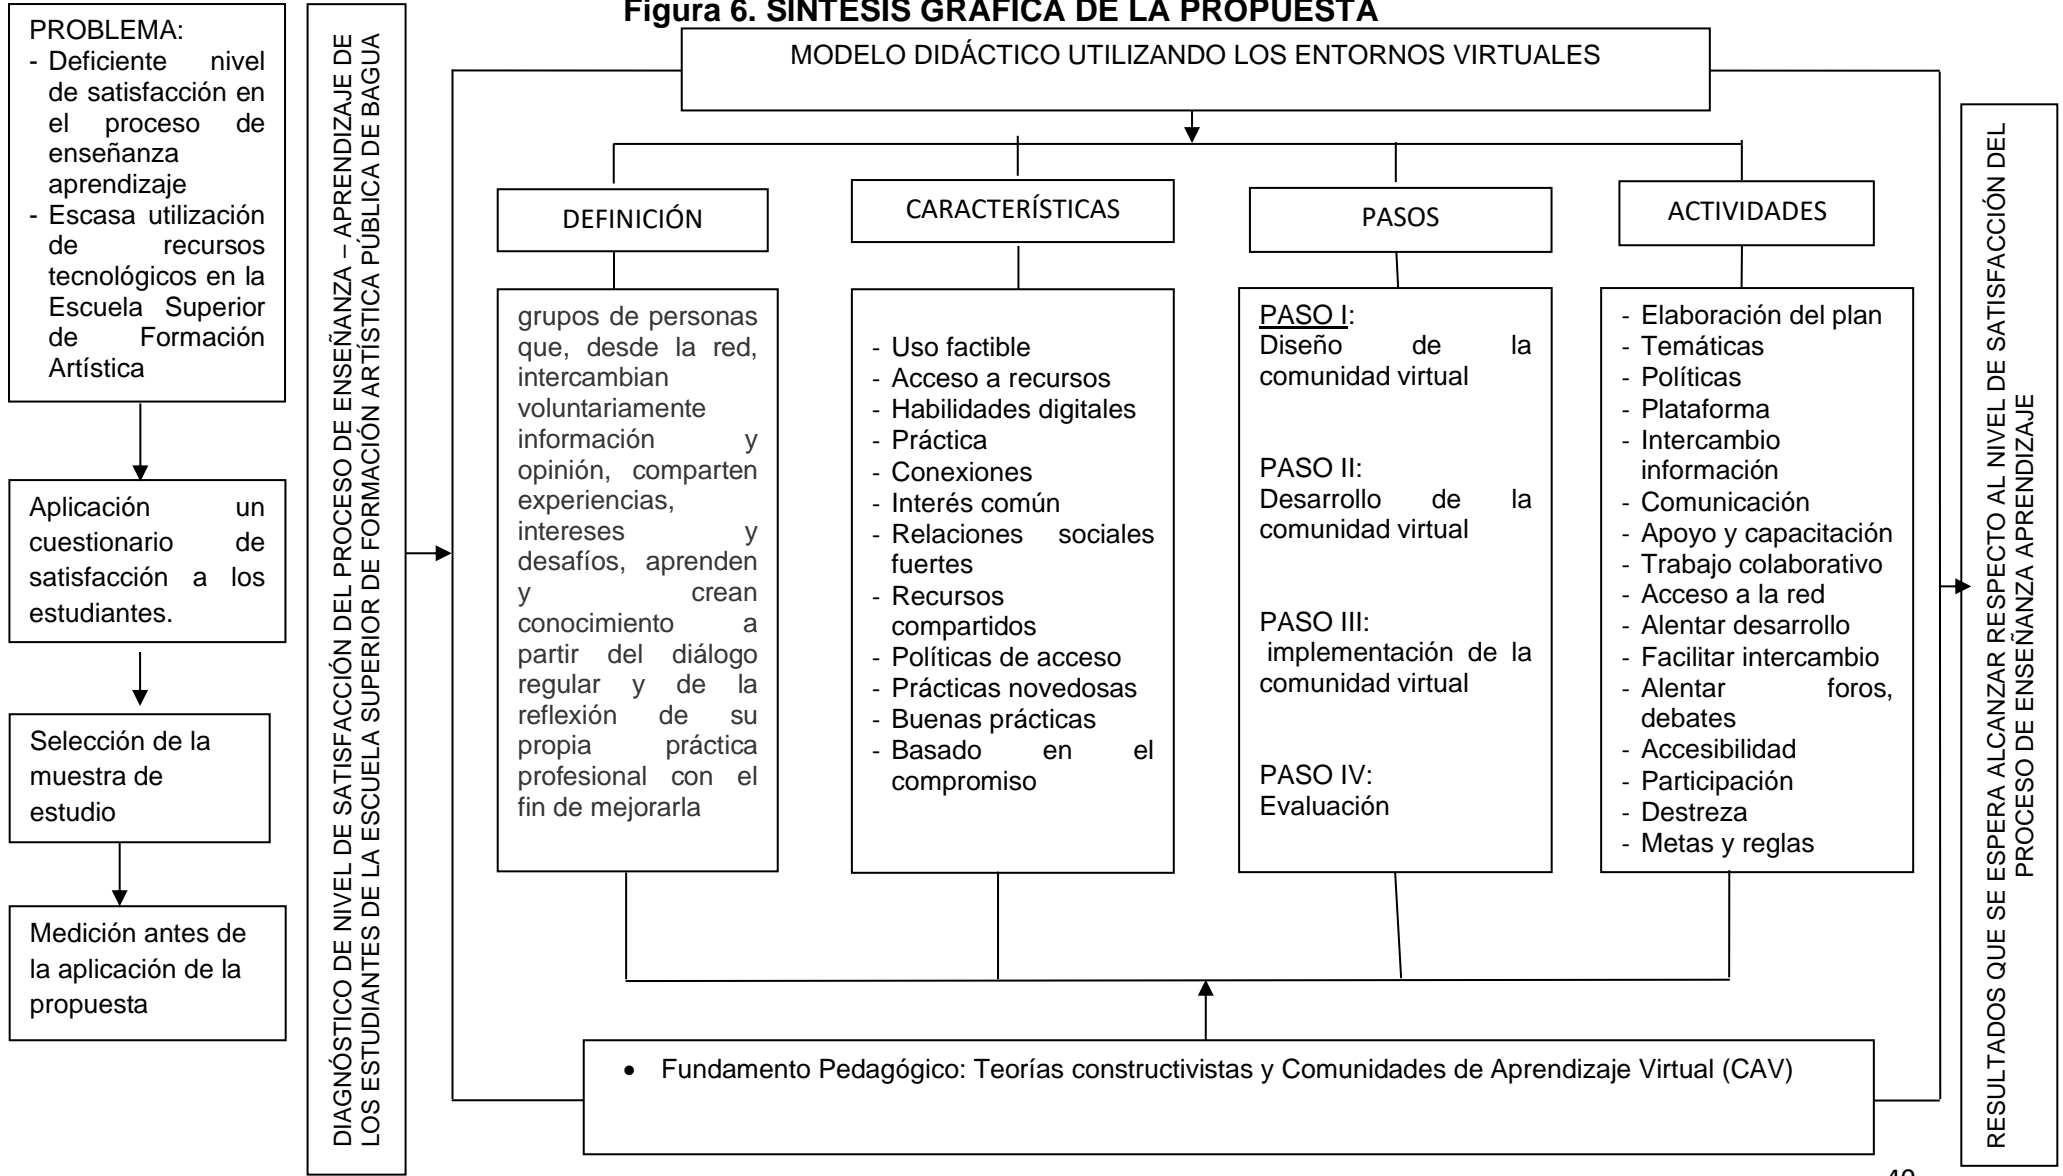 Figura 6. SÍNTESIS GRÁFICA DE LA PROPUESTA
PROBLEMA:
- Deficiente nivel
de satisfacción en
el proceso de
enseñanza
aprendizaje
- Escasa utilización
de recursos
tecnológicos en la
Escuela Superior
de Formación
Artística
Aplicación un
cuestionario de
satisfacción a los
estudiantes.
Selección de la
muestra de
estudio
Medición antes de
la aplicación de la
propuesta
DIAGNÓSTICO DE NIVEL DE SATISFACCIÓN DEL PROCESO DE ENSEÑANZA – APRENDIZAJE DE
LOS ESTUDIANTES DE LA ESCUELA SUPERIOR DE FORMACIÓN ARTÍSTICA PÚBLICA DE BAGUA
MODELO DIDÁCTICO UTILIZANDO LOS ENTORNOS VIRTUALES
DEFINICIÓN
grupos de personas
que, desde la red,
intercambian
voluntariamente
información y
opinión, comparten
experiencias,
intereses y
desafíos, aprenden
y crean
conocimiento a
partir del diálogo
regular y de la
reflexión de su
propia práctica
profesional con el
fin de mejorarla
CARACTERÍSTICAS
- Uso factible
- Acceso a recursos
- Habilidades digitales
- Práctica
- Conexiones
- Interés común
- Relaciones sociales
fuertes
- Recursos
compartidos
- Políticas de acceso
- Prácticas novedosas
- Buenas prácticas
- Basado en el
compromiso
PASOS
PASO I:
Diseño de la
comunidad virtual
PASO II:
Desarrollo de la
comunidad virtual
PASO III:
implementación de la
comunidad virtual
PASO IV:
Evaluación
ACTIVIDADES
- Elaboración del plan
- Temáticas
- Políticas
- Plataforma
- Intercambio
información
- Comunicación
- Apoyo y capacitación
- Trabajo colaborativo
- Acceso a la red
- Alentar desarrollo
- Facilitar intercambio
- Alentar foros,
debates
- Accesibilidad
- Participación
- Destreza
- Metas y reglas
• Fundamento Pedagógico: Teorías constructivistas y Comunidades de Aprendizaje Virtual (CAV)
RESULTADOS QUE SE ESPERA ALCANZAR RESPECTO AL NIVEL DE SATISFACCIÓN DEL
PROCESO DE ENSEÑANZA APRENDIZAJE